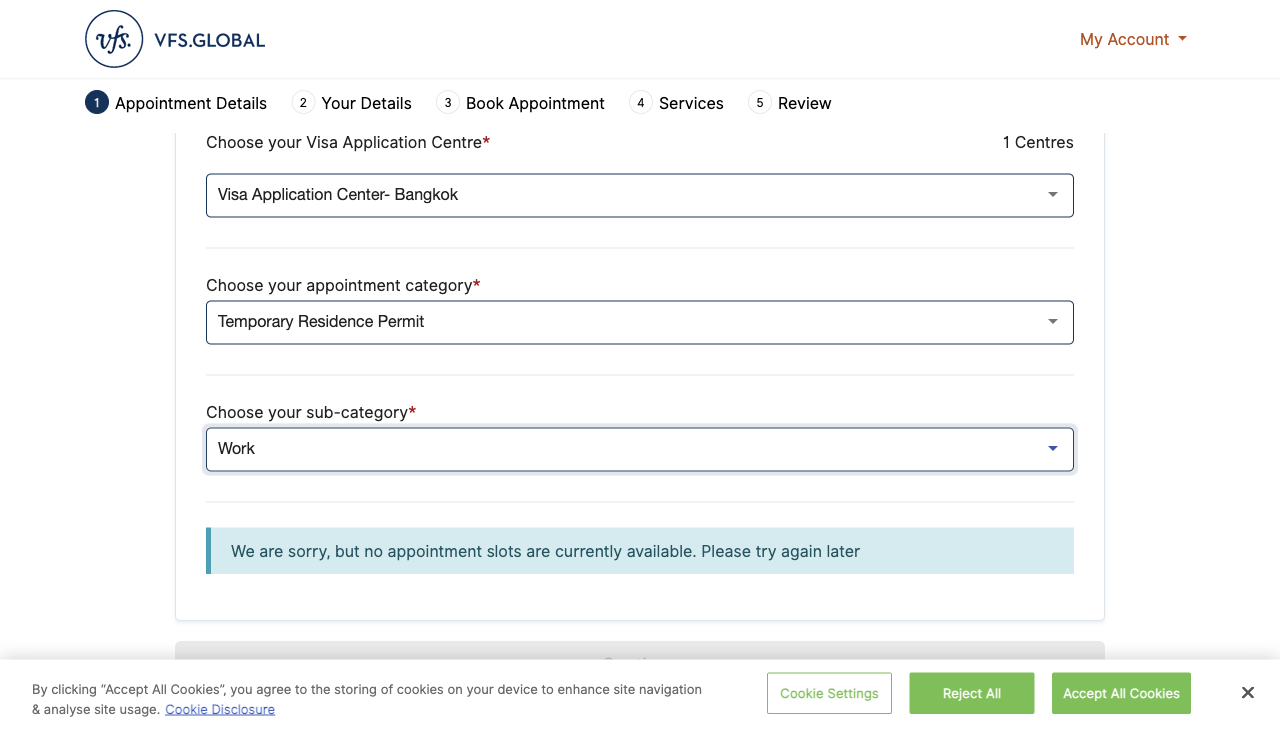 vfs.
VFS.GLOBAL
My Account
1 Appointment Details 2 Your Details 3 Book Appointment 4 Services 5 Review
Choose your Visa Application Centre* 1 Centres
Visa Application Center- Bangkok
Choose your appointment category*
Temporary Residence Permit
Choose your sub-category*
Work
We are sorry, but no appointment slots are currently available. Please try again later
By clicking “Accept All Cookies”, you agree to the storing of cookies on your device to enhance site navigation
& analyse site usage. Cookie Disclosure
Cookie Settings
Reject All
Accept All Cookies